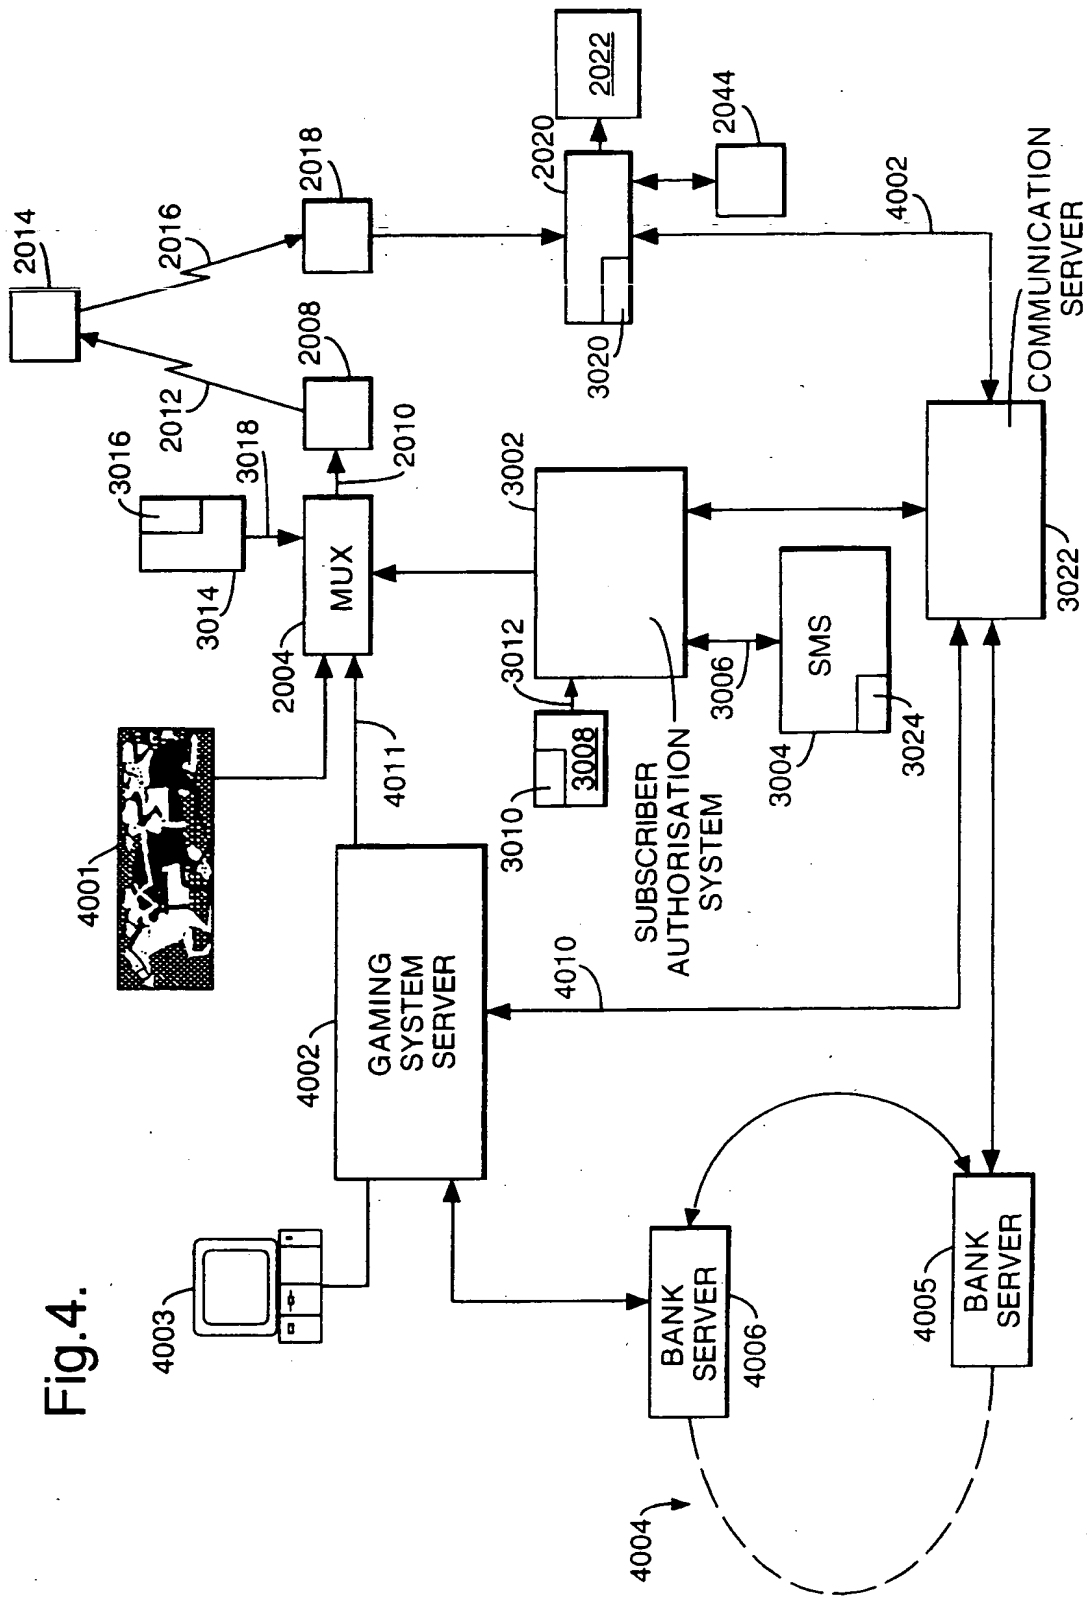 Fig.4.
4003
4002
GAMING
SYSTEM
SERVER
4001
4011
2004
MUX
3014
3016
3018
2010
2008
2012
2014
2016
2018
2020
2022
2044
3020
4002
3002
3012
3010
3008
SUBSCRIBER
AUTHORISATION
SYSTEM
3006
SMS
3004
3024
4010
COMMUNICATION
SERVER
3022
BANK
SERVER
4006
4005
BANK
SERVER
4004